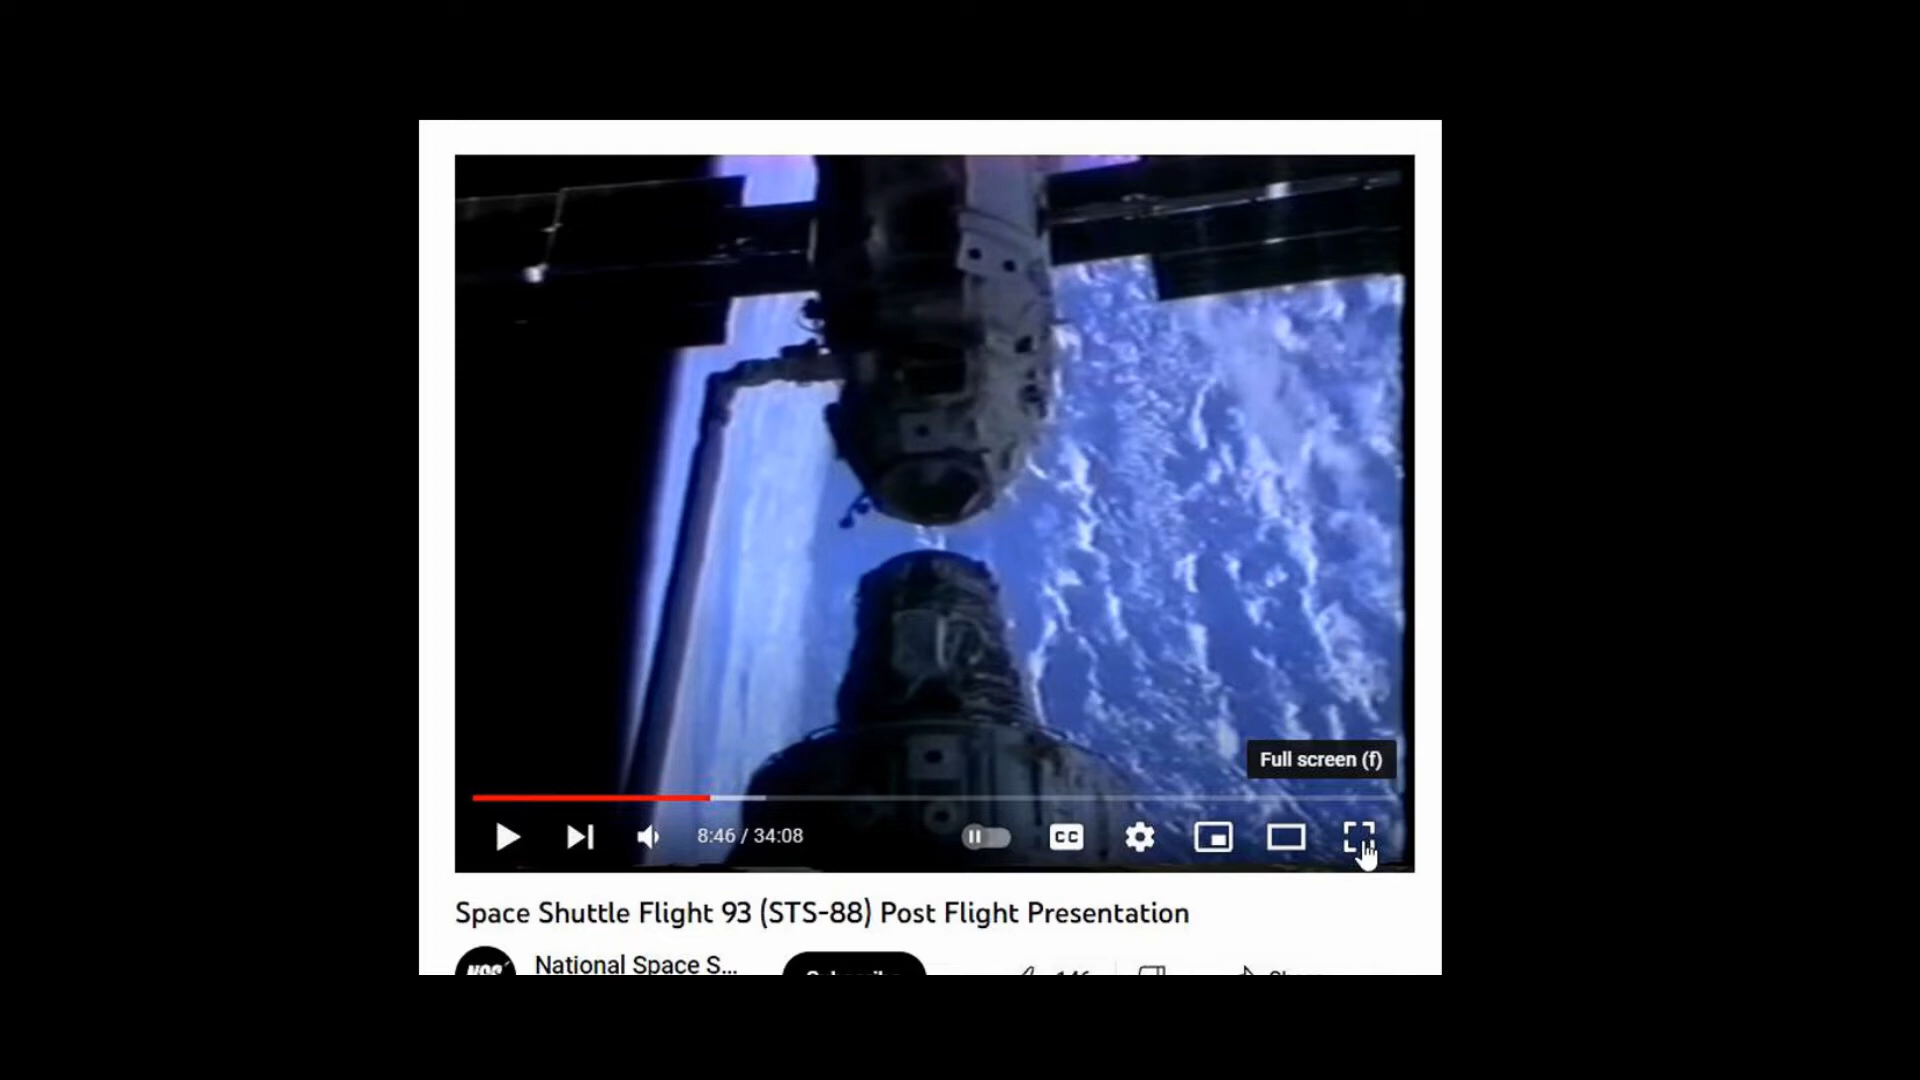 Full screen (f)
8:46 / 34:08
CC
Space Shuttle Flight 93 (STS-88) Post Flight Presentation
National Space S...